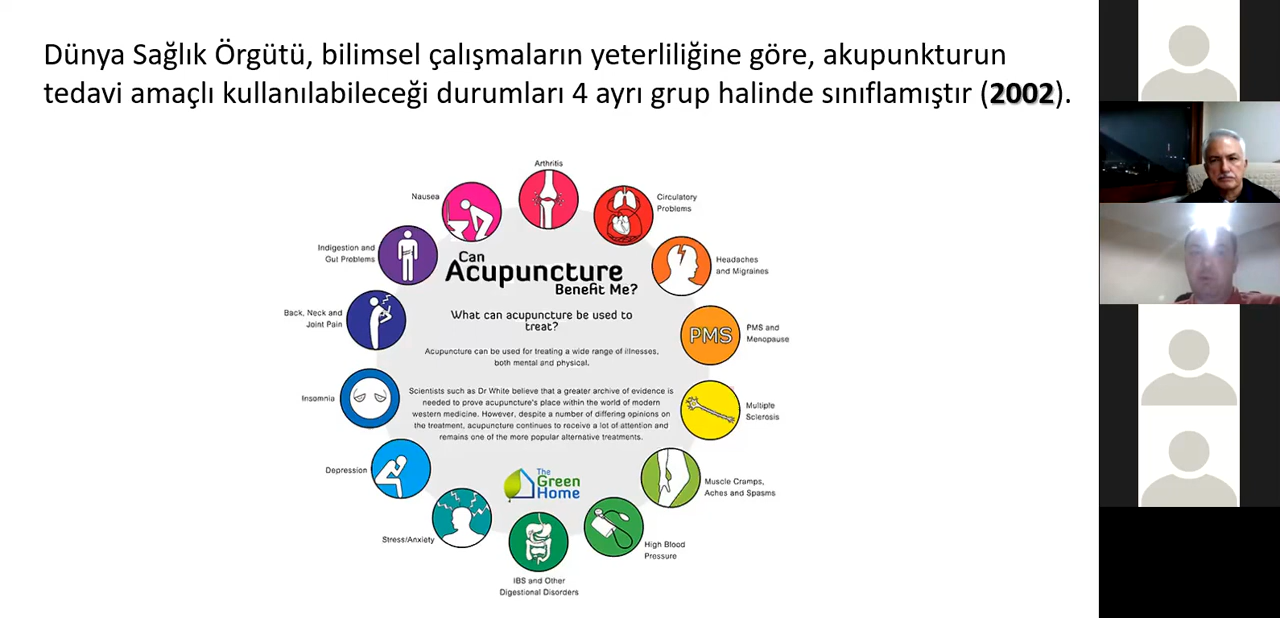 Dünya Sağlık Örgütü, bilimsel çalışmaların yeterliliğine göre, akupunkturun
tedavi amaçlı kullanılabileceği durumları 4 ayrı grup halinde sınıflamıştır (2002).
Arthritis
Nausea
Circulatory
Problems
Indigestion and
Gut Problems
Headaches
and Migraines
Can
Acupuncture
Benefit Me?
Back, Neck and
Joint Pain
What can acupuncture be used to
treat?
PMS
PMS and
Menopause
Acupuncture can be used for treating a wide range of illnesses,
both mental and physical.
Insomnia
Scientists such as Dr White believe that a greater archive of evidence is
needed to prove acupuncture's place within the world of modern
western medicine. However, despite a number of differing opinions on
the treatment, acupuncture continues to receive a lot of attention and
remains one of the more popular alternative treatments.
Multiple
Sclerosis
Depression
The
Green
Home
Muscle Cramps,
Aches and Spasms
Stress/Anxiety
High Blood
Pressure
IBS and Other
Digestional Disorders